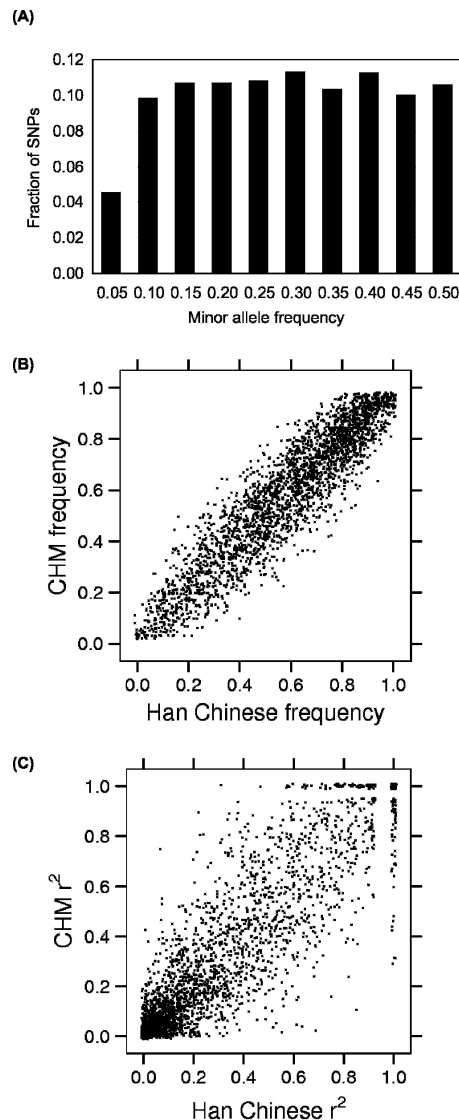 (A)
0.12
0.10
0.08
0.06
0.04
0.02
0.00
Fraction of SNPs
0.05 0.10 0.15 0.20 0.25 0.30 0.35 0.40 0.45 0.50
Minor allele frequency
(B)
1.0
0.8
0.6
0.4
0.2
0.0
CHM frequency
0.0 0.2 0.4 0.6 0.8 1.0
Han Chinese frequency
(C)
1.0
0.8
0.6
0.4
0.2
0.0
CHM r²
0.0 0.2 0.4 0.6 0.8 1.0
Han Chinese r²